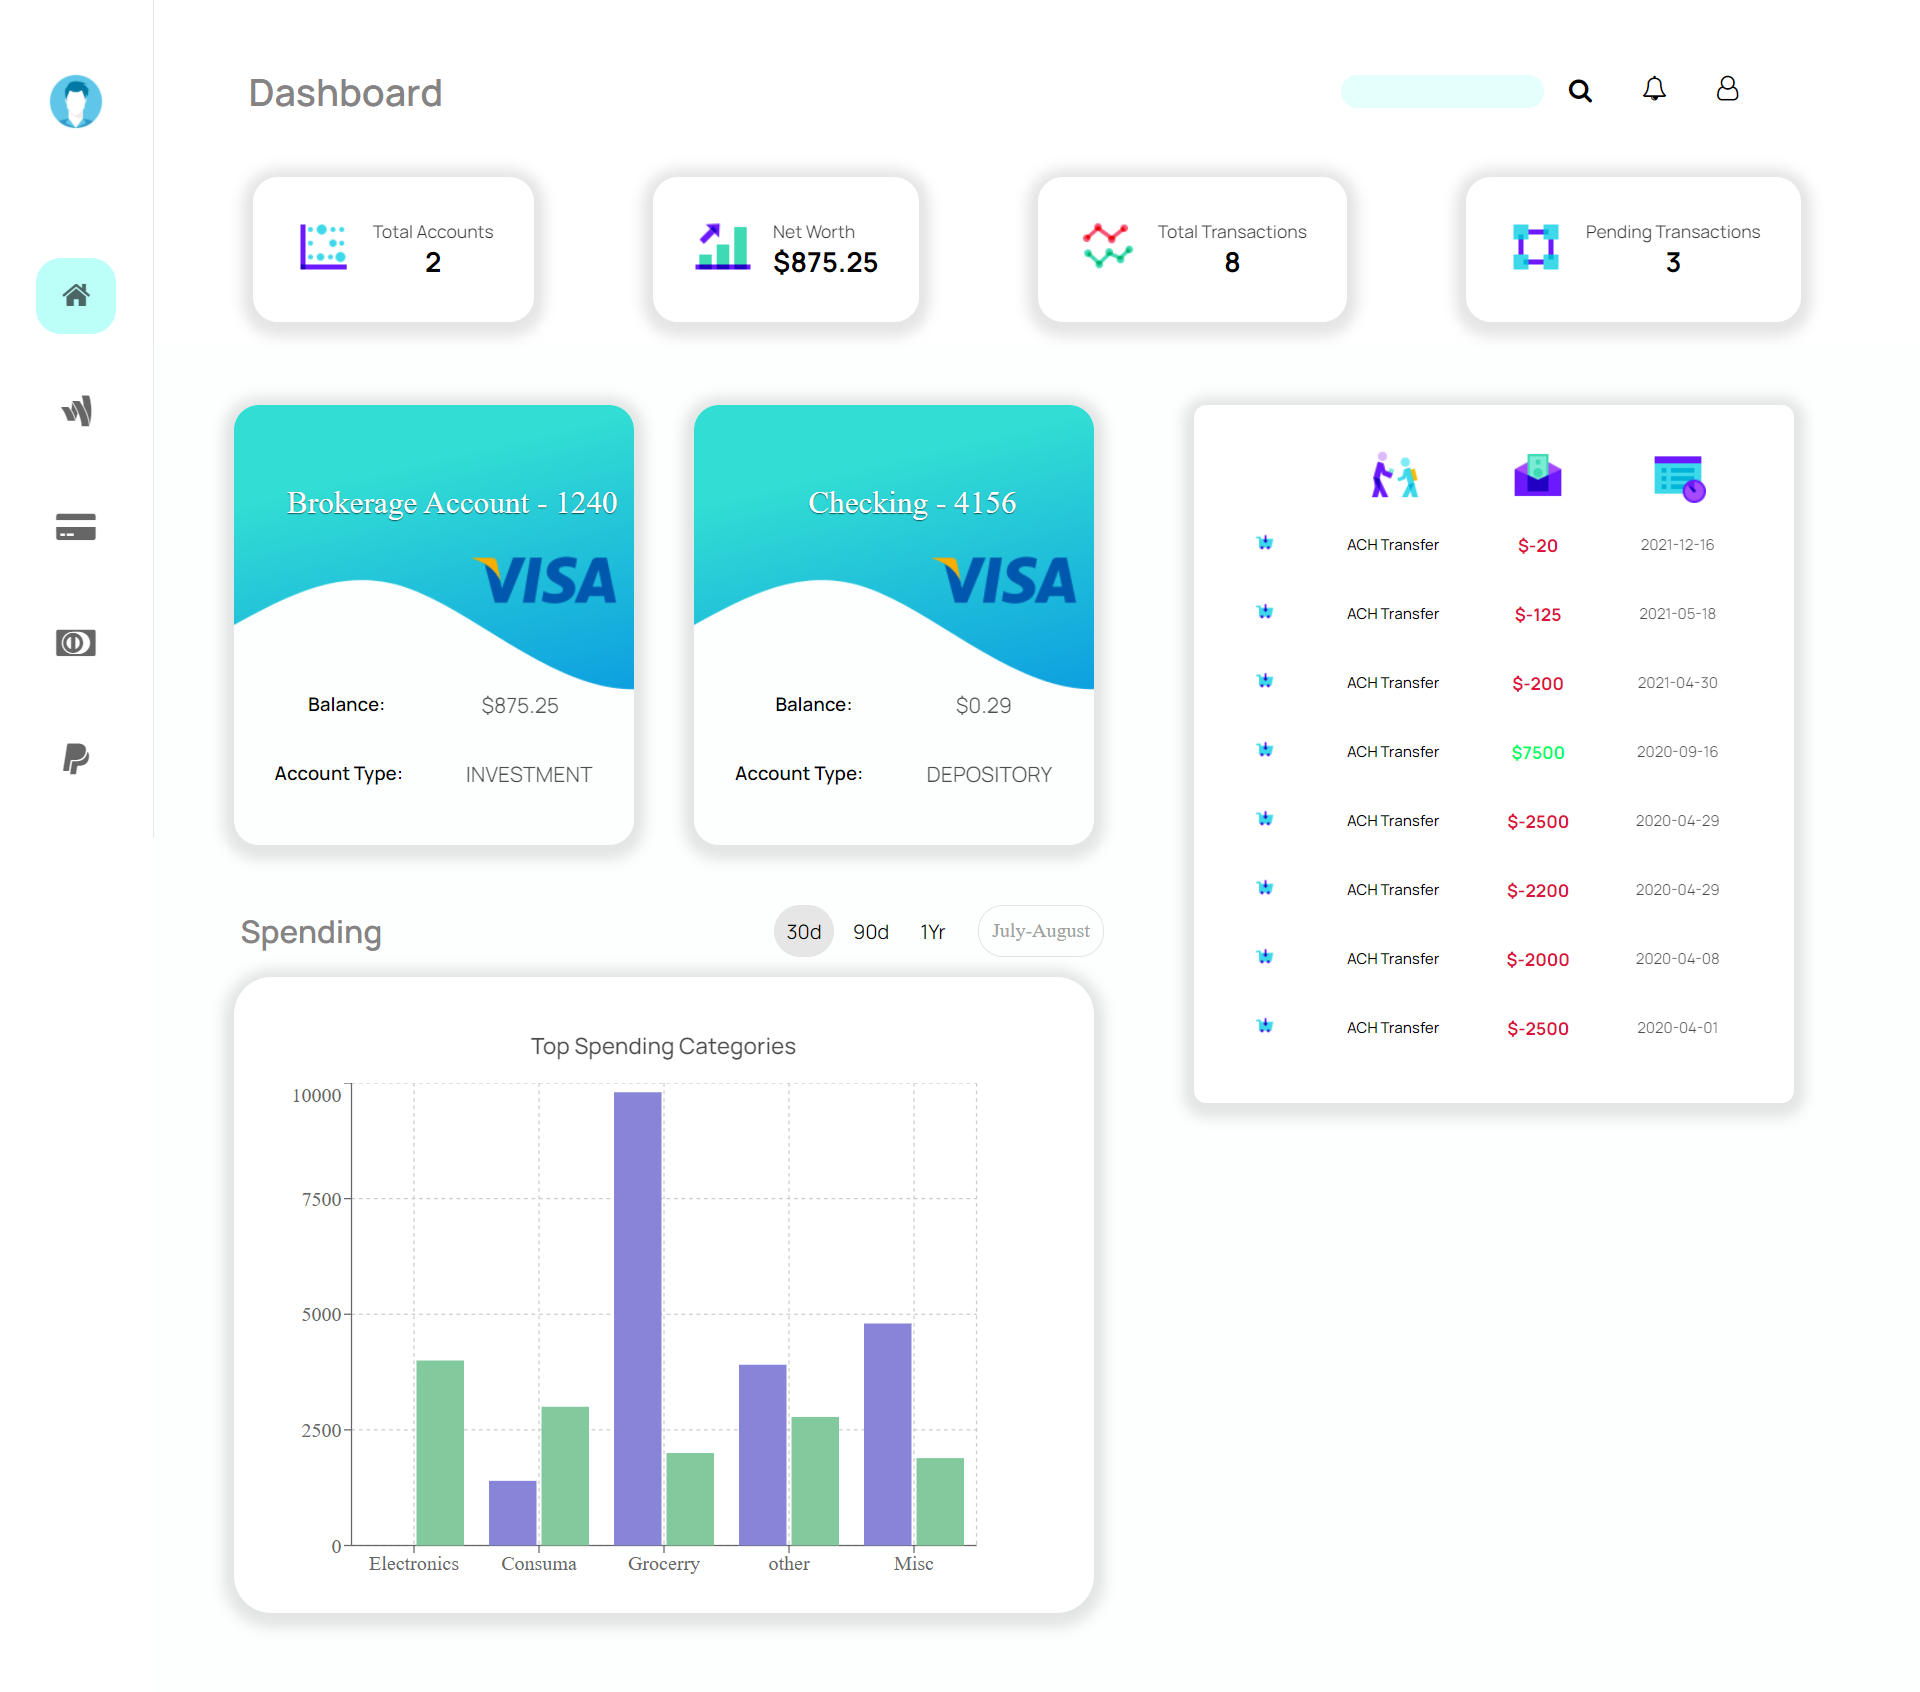 Dashboard
Total Accounts
2
Net Worth
$875.25
Total Transactions
8
Pending Transactions
3
Brokerage Account - 1240
VISA
Balance: $875.25
Account Type: INVESTMENT
Checking - 4156
VISA
Balance: $0.29
Account Type: DEPOSITORY
ACH Transfer $-20 2021-12-16
ACH Transfer $-125 2021-05-18
ACH Transfer $-200 2021-04-30
ACH Transfer $7500 2020-09-16
ACH Transfer $-2500 2020-04-29
ACH Transfer $-2200 2020-04-29
ACH Transfer $-2000 2020-04-08
ACH Transfer $-2500 2020-04-01
Spending 30d 90d 1Yr July-August
Top Spending Categories
10000
7500
5000
2500
0
Electronics Consuma Grocerry other Misc